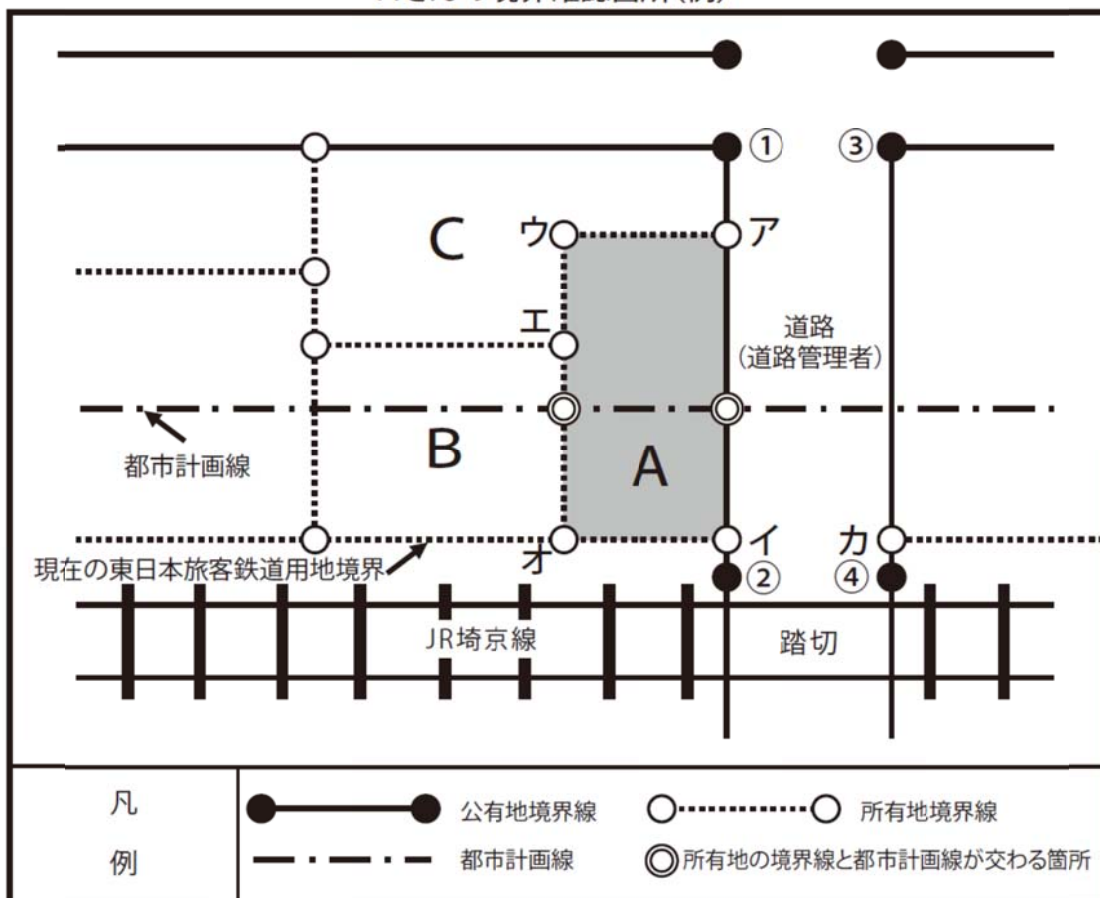 ①
③
C
ウ
ア
エ
道路
(道路管理者)
都市計画線
B
A
現在の東日本旅客鉄道用地境界
オ
イ
カ
②
④
JR埼京線
踏切
凡
例
公有地境界線
所有地境界線
都市計画線
所有地の境界線と都市計画線が交わる箇所